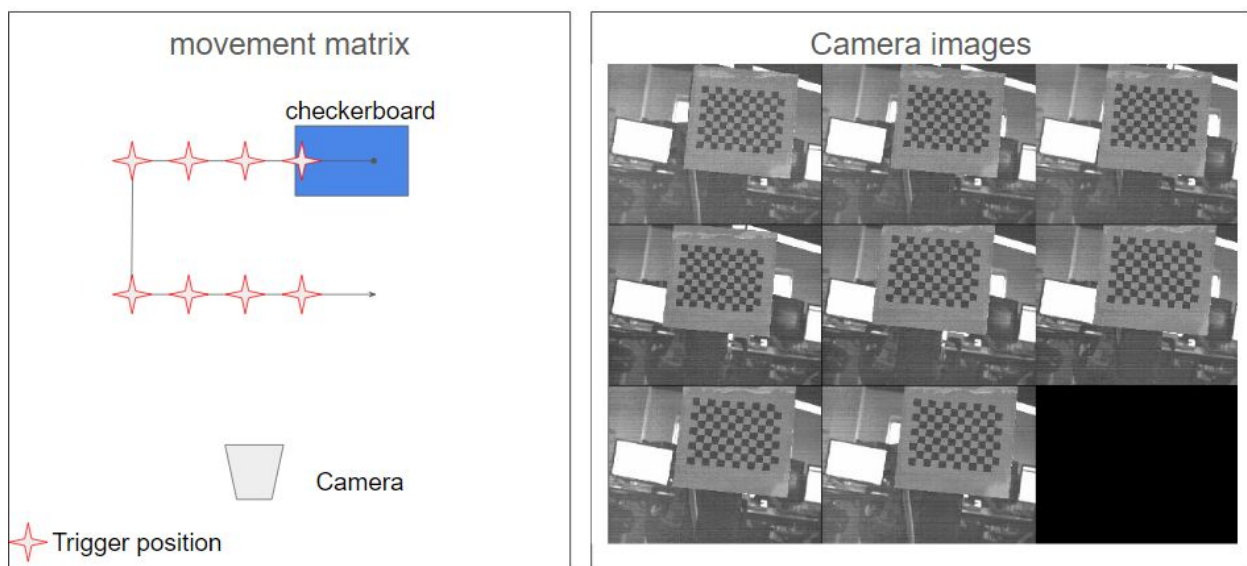 movement matrix
checkerboard
Camera
Trigger position
Camera images